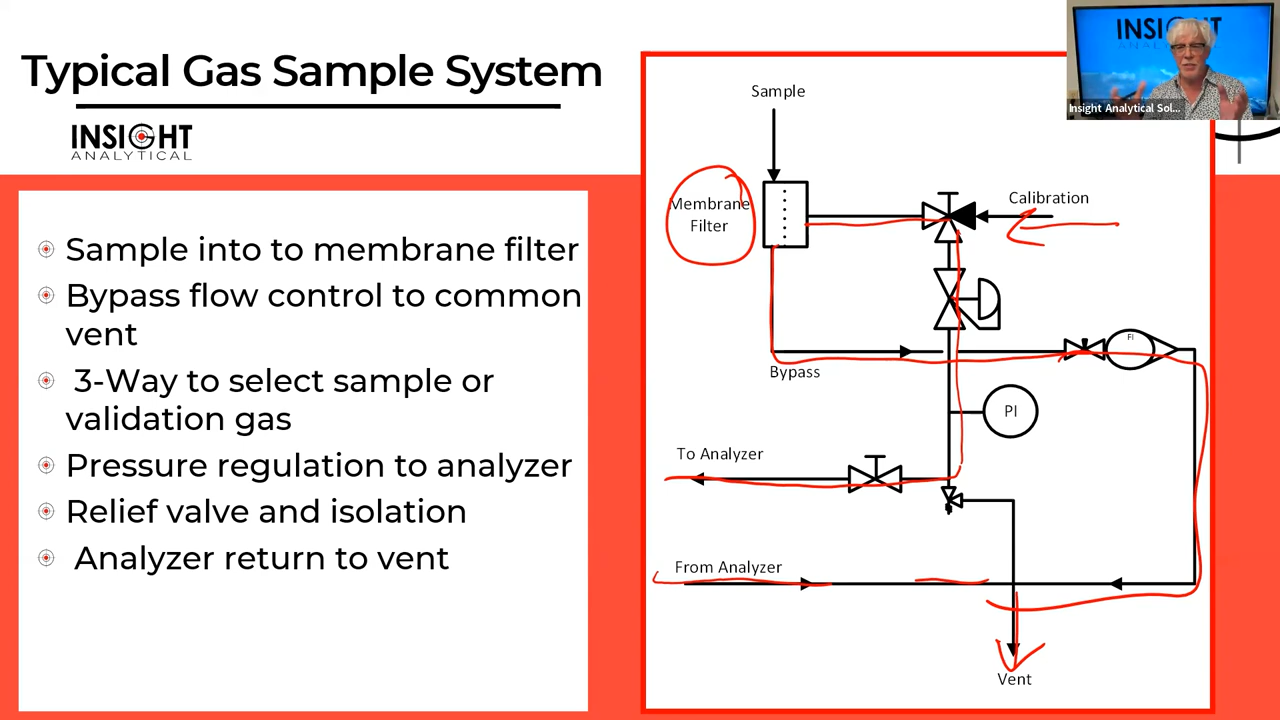 Typical Gas Sample System
INSIGHT
ANALYTICAL
Sample into to membrane filter
Bypass flow control to common
vent
3-Way to select sample or
validation gas
Pressure regulation to analyzer
Relief valve and isolation
Analyzer return to vent
Sample
Membrane
Filter
Calibration
Bypass
FI
PI
To Analyzer
From Analyzer
Vent
INSIGHT
ANALYTICAL
Insight Analytical Sol...